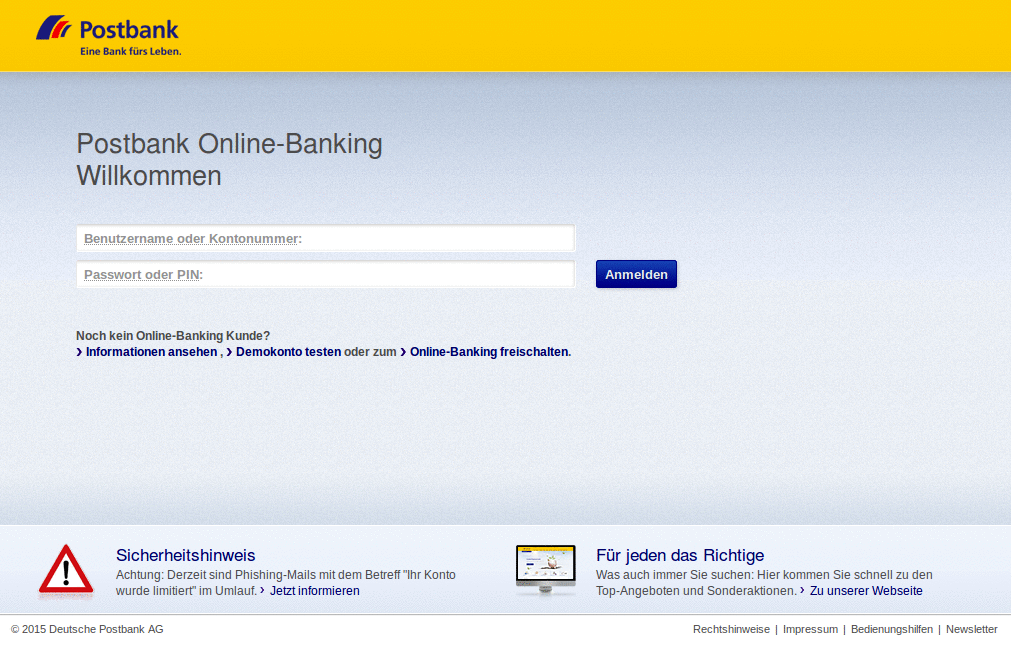 Postbank
Eine Bank fürs Leben.
Postbank Online-Banking
Willkommen
Benutzername oder Kontonummer:
Passwort oder PIN:
Anmelden
Noch kein Online-Banking Kunde?
› Informationen ansehen , › Demokonto testen oder zum › Online-Banking freischalten.
Sicherheitshinweis
Achtung: Derzeit sind Phishing-Mails mit dem Betreff "Ihr Konto
wurde limitiert" im Umlauf. › Jetzt informieren
Für jeden das Richtige
Was auch immer Sie suchen: Hier kommen Sie schnell zu den
Top-Angeboten und Sonderaktionen. › Zu unserer Webseite
© 2015 Deutsche Postbank AG
Rechtshinweise | Impressum | Bedienungshilfen | Newsletter